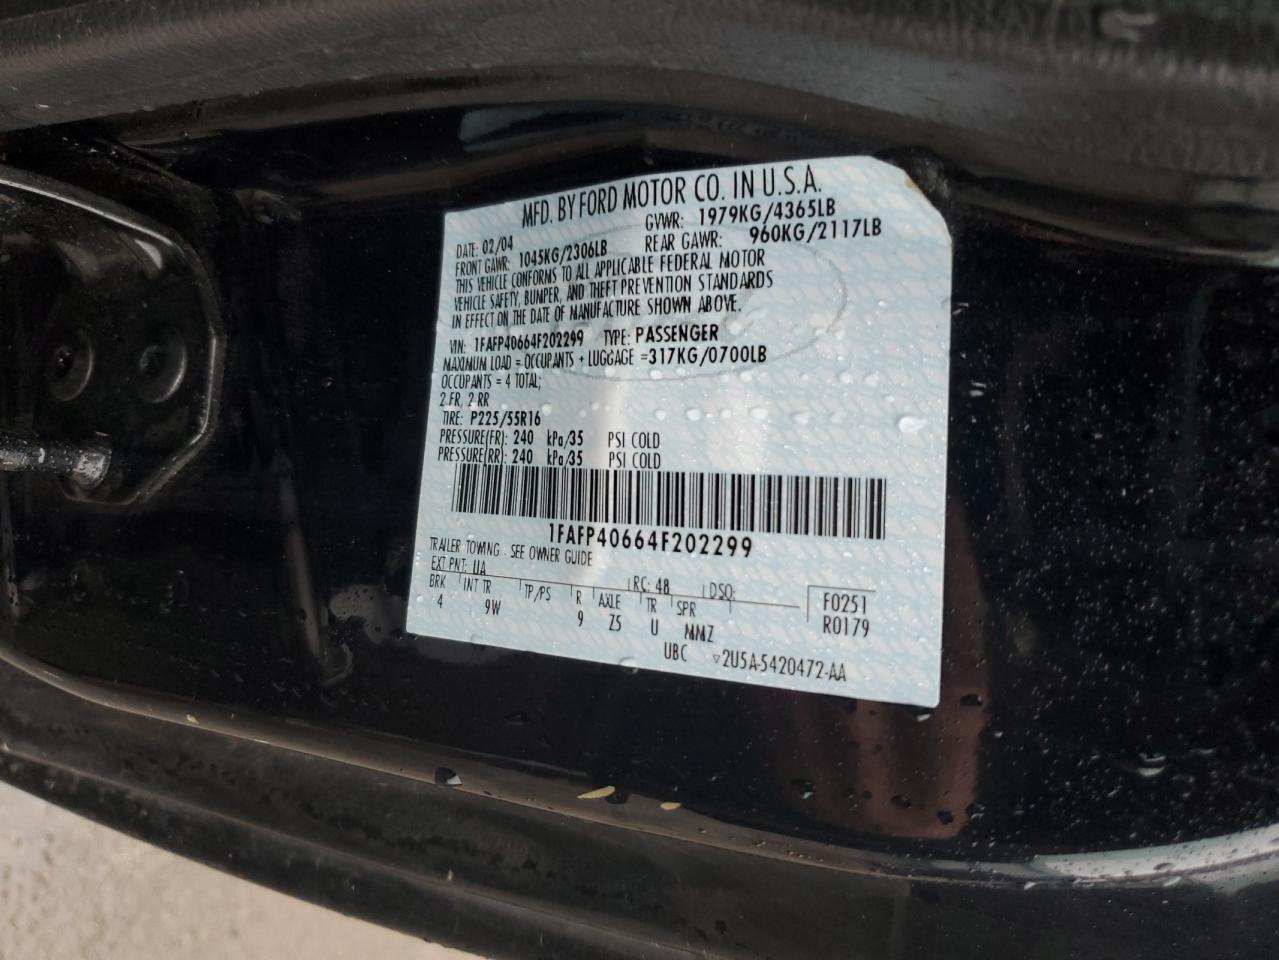 MFD. BY FORD MOTOR CO. IN U.S.A.
DATE: 02/04 GVWR: 1979KG/4365LB
FRONT GAWR: 1045KG/2306LB REAR GAWR: 960KG/2117LB
THIS VEHICLE CONFORMS TO ALL APPLICABLE FEDERAL MOTOR
VEHICLE SAFETY, BUMPER, AND THEFT PREVENTION STANDARDS
IN EFFECT ON THE DATE OF MANUFACTURE SHOWN ABOVE.
VIN: 1FAFP40664F202299 TYPE: PASSENGER
MAXIMUM LOAD = OCCUPANTS + LUGGAGE =317KG/0700LB
OCCUPANTS = 4 TOTAL;
2 FR, 2 RR
TIRE: P225/55R16
PRESSURE(FR): 240 kPa/35 PSI COLD
PRESSURE(RR): 240 kPa/35 PSI COLD
1FAFP40664F202299
TRAILER TOWING - SEE OWNER GUIDE
EXT PNT: UA RC: 48 DSO:
BRK INT TR TP/PS R AXLE TR SPR F0251
4 9W 9 Z5 U MMZ R0179
UBC ▽2U5A-5420472-AA